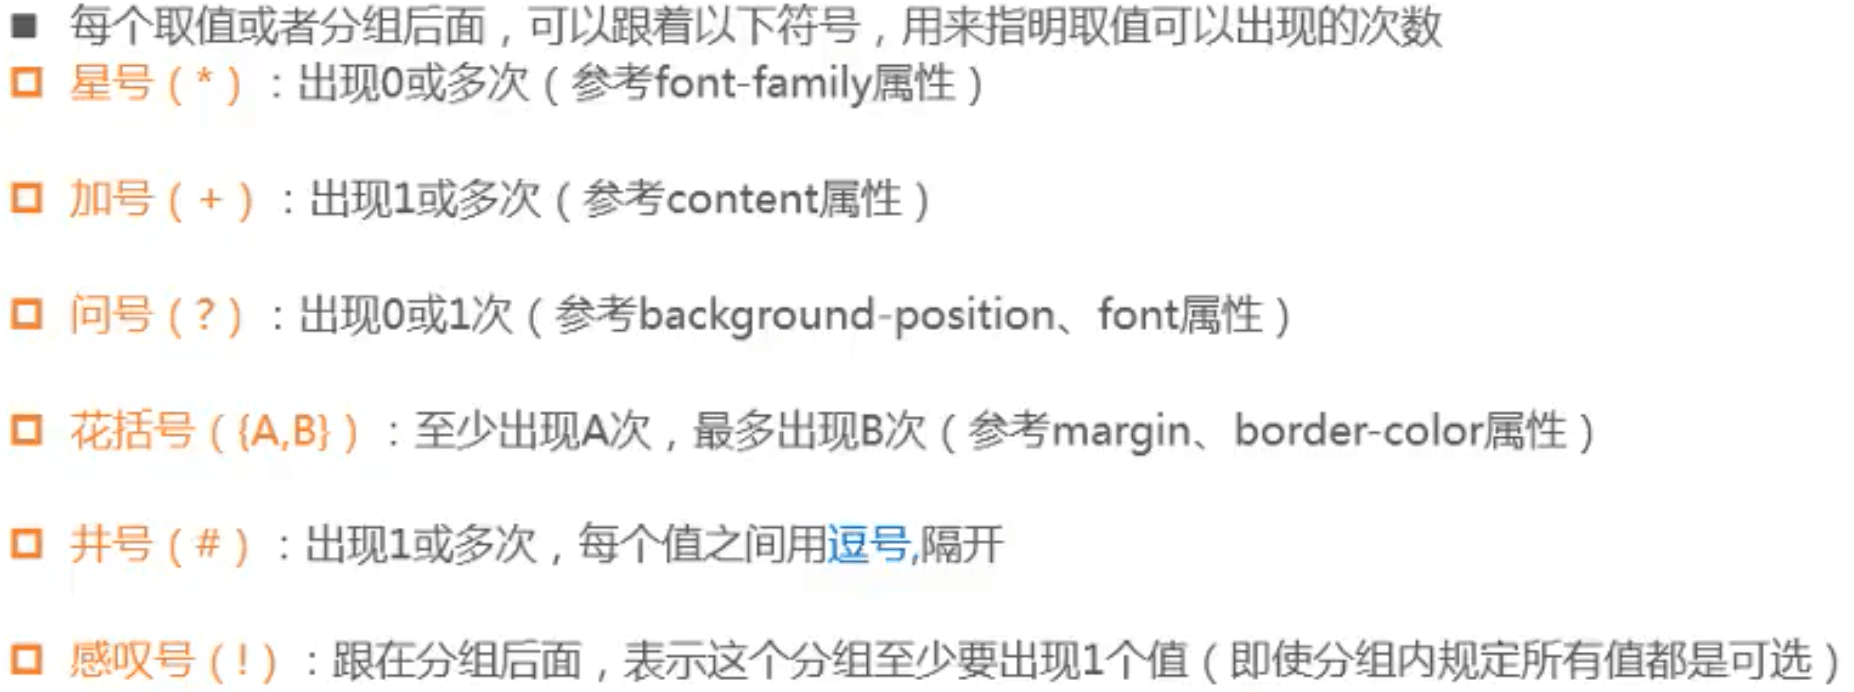 每个取值或者分组后面，可以跟着以下符号，用来指明取值可以出现的次数
星号（*）：出现0或多次（参考font-family属性）
加号（+）：出现1或多次（参考content属性）
问号（?）：出现0或1次（参考background-position、font属性）
花括号（{A,B}）：至少出现A次，最多出现B次（参考margin、border-color属性）
井号（#）：出现1或多次，每个值之间用逗号,隔开
感叹号（!）：跟在分组后面，表示这个分组至少要出现1个值（即使分组内规定所有值都是可选）